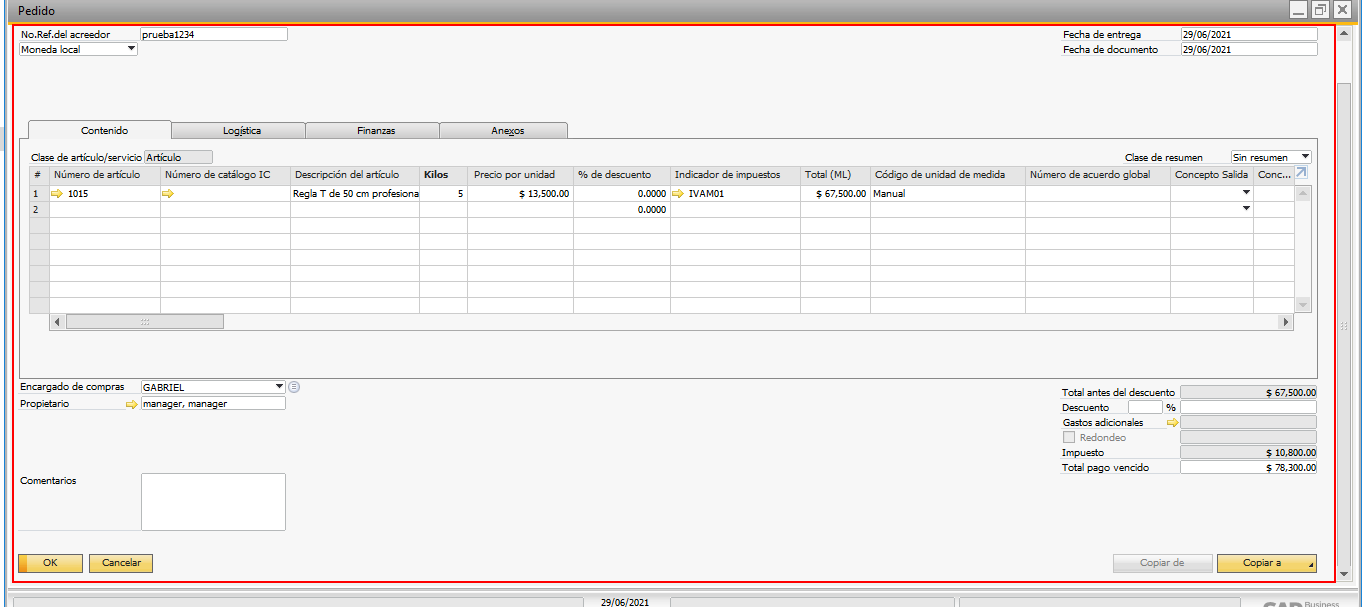 Pedido
No.Ref.del acreedor prueba1234 Fecha de entrega 29/06/2021
Moneda local Fecha de documento 29/06/2021
Contenido Logística Finanzas Anexos
Clase de artículo/servicio Artículo Clase de resumen Sin resumen
# Número de artículo Número de catálogo IC Descripción del artículo Kilos Precio por unidad % de descuento Indicador de impuestos Total (ML) Código de unidad de medida Número de acuerdo global Concepto Salida Conc...
1 1015 Regla T de 50 cm profesiona 5 $ 13,500.00 0.0000 IVAM01 $ 67,500.00 Manual
2 0.0000
Encargado de compras GABRIEL
Propietario manager, manager
Total antes del descuento $ 67,500.00
Descuento %
Gastos adicionales
Redondeo
Impuesto $ 10,800.00
Total pago vencido $ 78,300.00
Comentarios
OK Cancelar Copiar de Copiar a
29/06/2021 Business